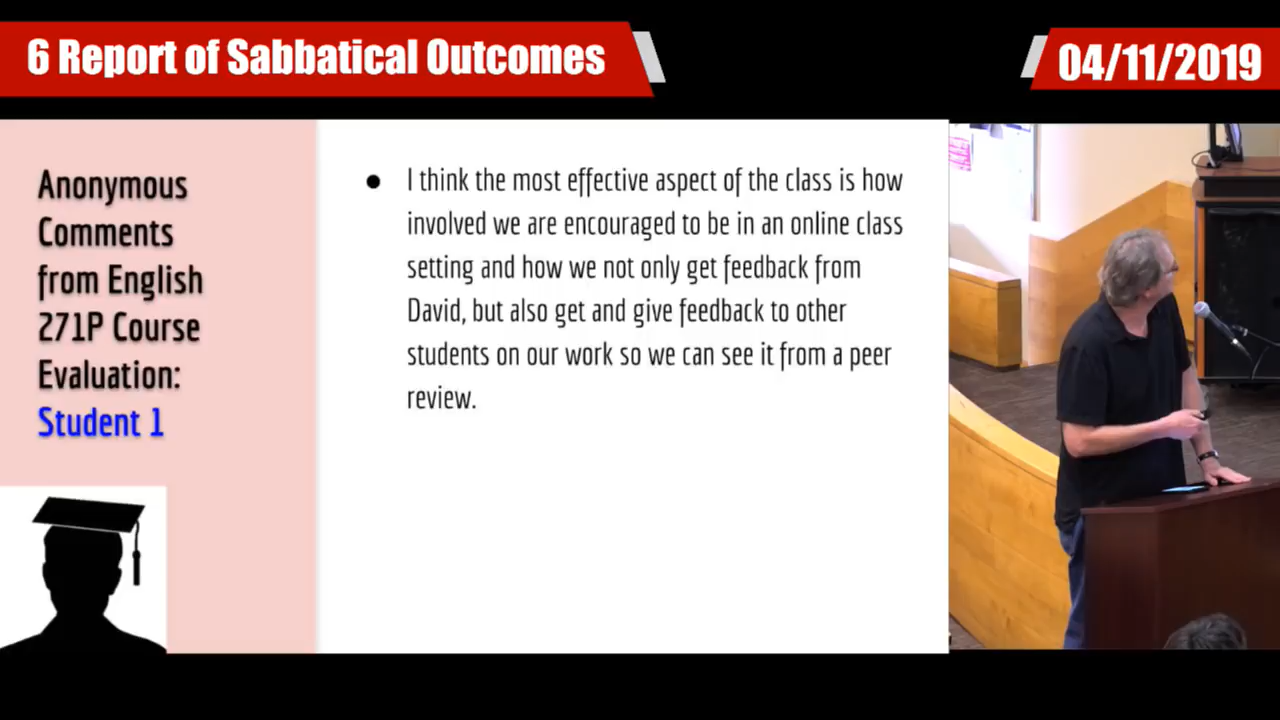 6 Report of Sabbatical Outcomes
04/11/2019
Anonymous
Comments
from English
271P Course
Evaluation:
Student 1
● I think the most effective aspect of the class is how
involved we are encouraged to be in an online class
setting and how we not only get feedback from
David, but also get and give feedback to other
students on our work so we can see it from a peer
review.